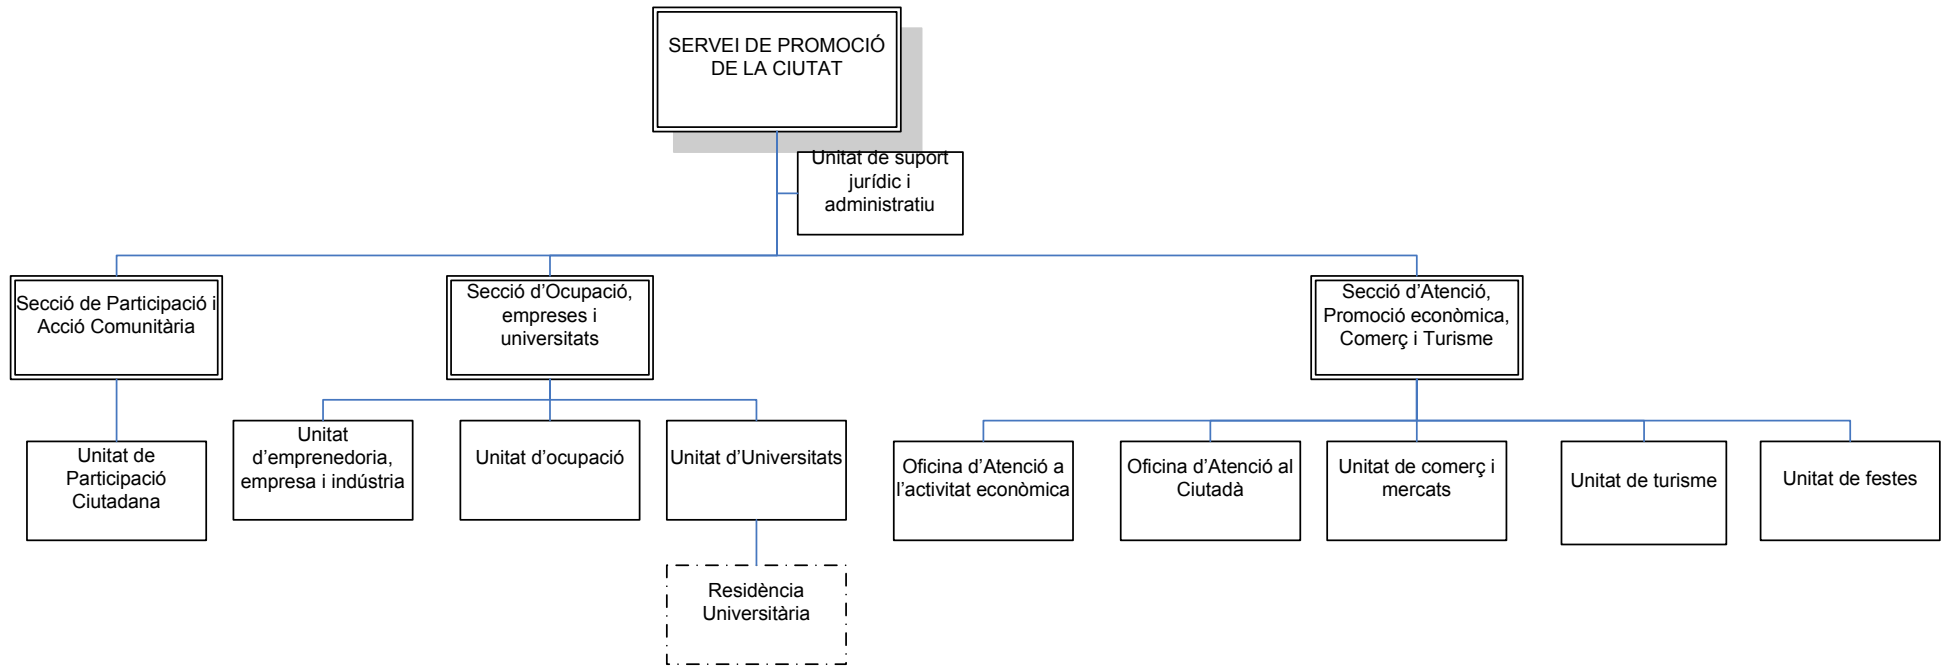 SERVEI DE PROMOCIÓ
DE LA CIUTAT
Unitat de suport
jurídic i
administratiu
Secció de Participació i
Acció Comunitària
Secció d’Ocupació,
empreses i
universitats
Secció d’Atenció,
Promoció econòmica,
Comerç i Turisme
Unitat de
Participació
Ciutadana
Unitat
d’emprenedoria,
empresa i indústria
Unitat d’ocupació
Unitat d’Universitats
Oficina d’Atenció a
l’activitat econòmica
Oficina d’Atenció al
Ciutadà
Unitat de comerç i
mercats
Unitat de turisme
Unitat de festes
Residència
Universitària